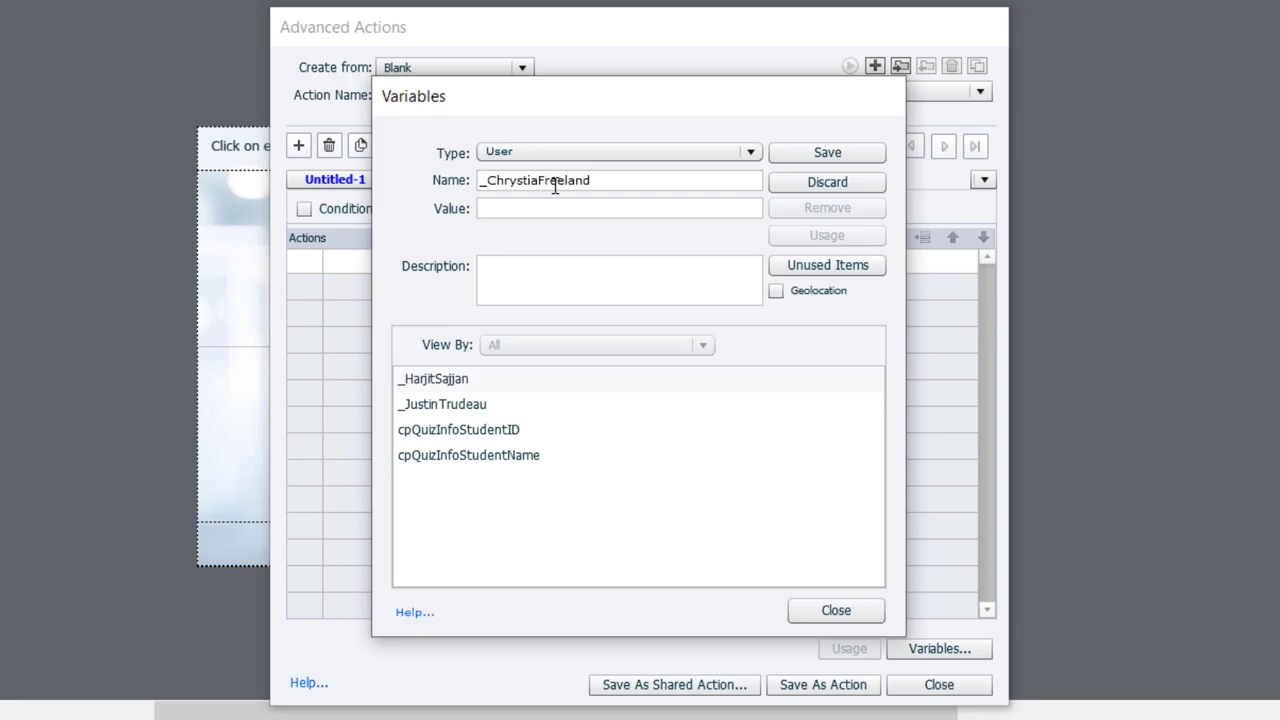 Advanced Actions
Create from: Blank
Action Name:
Click on e
Untitled-1
Condition
Actions
Variables
Type: User
Save
Name: _ChrystiaFreeland
Discard
Value:
Remove
Usage
Description:
Unused Items
Geolocation
View By: All
_HarjitSajjan
_JustinTrudeau
cpQuizInfoStudentID
cpQuizInfoStudentName
Help...
Close
Usage
Variables...
Help...
Save As Shared Action...
Save As Action
Close